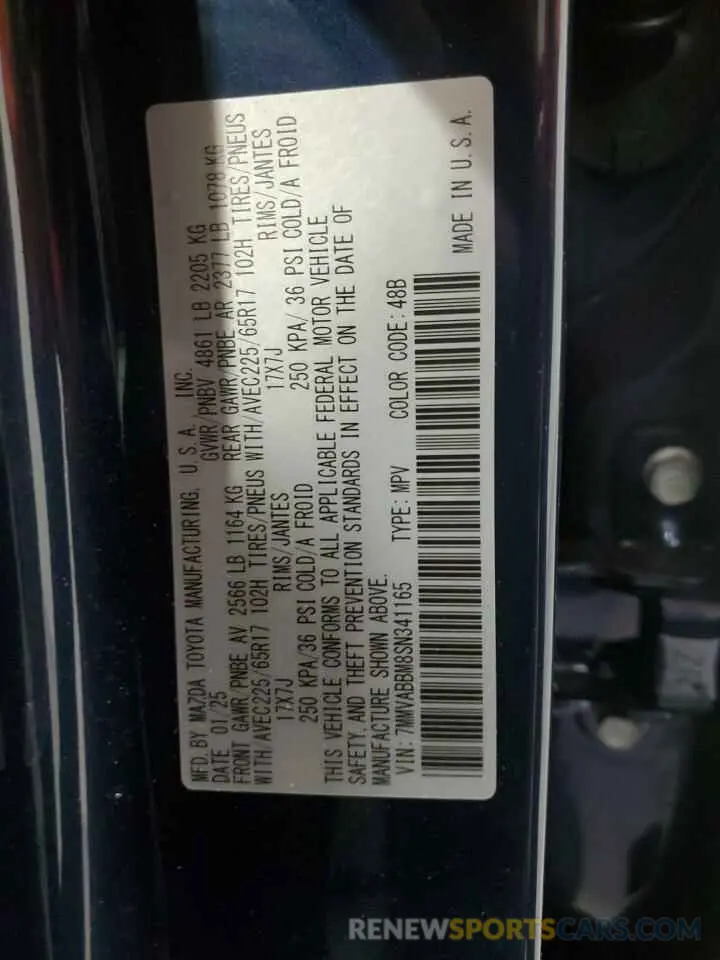 MFD. BY MAZDA TOYOTA MANUFACTURING, U. S. A. INC.
DATE 01/25 GVWR/PNBV 4861 LB 2205 KG
FRONT GAWR/PNBE AV 2566 LB 1164 KG REAR GAWR/PNBE AR 2377 LB 1078 KG
WITH/AVEC225/65R17 102H TIRES/PNEUS WITH/AVEC225/65R17 102H TIRES/PNEUS
17X7J RIMS/JANTES 17X7J RIMS/JANTES
250 KPA/36 PSI COLD/A FROID 250 KPA/ 36 PSI COLD/A FROID
THIS VEHICLE CONFORMS TO ALL APPLICABLE FEDERAL MOTOR VEHICLE
SAFETY, AND THEFT PREVENTION STANDARDS IN EFFECT ON THE DATE OF
MANUFACTURE SHOWN ABOVE.
VIN: 7MMVABBM8SN341165 TYPE: MPV COLOR CODE: 48B
MADE IN U. S. A.
RENEWSPORTSCARS.COM